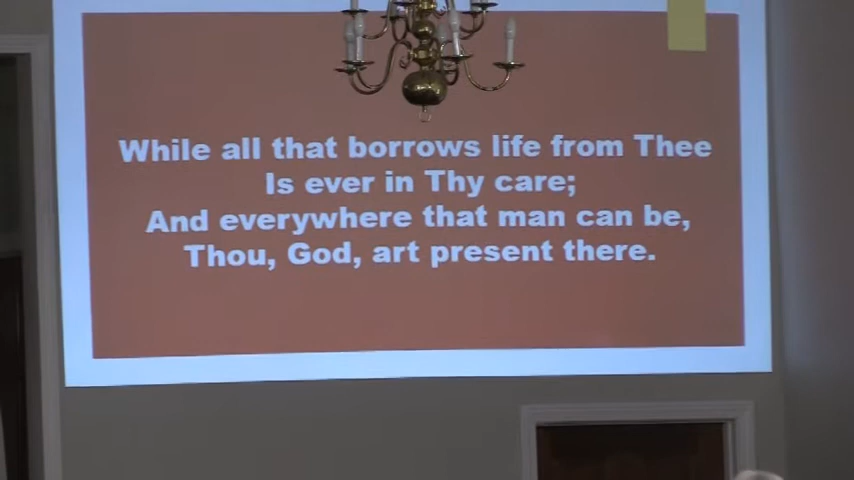 While all that borrows life from Thee
Is ever in Thy care;
And everywhere that man can be,
Thou, God, art present there.